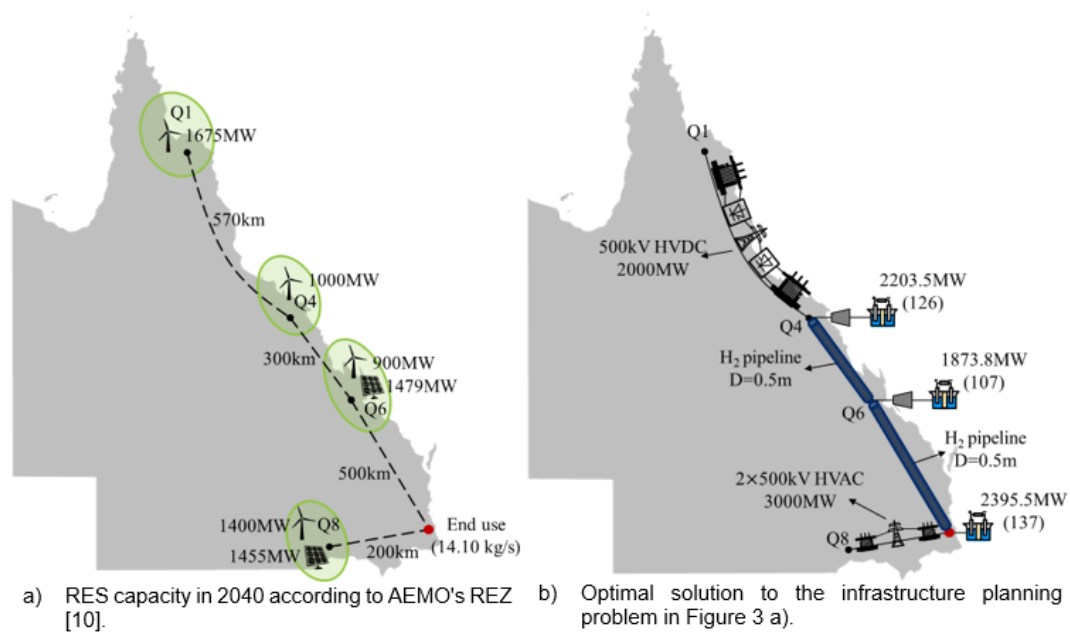 Q1
1675MW
570km
1000MW
Q4
300km
900MW
1479MW
Q6
500km
1400MW
Q8
1455MW
200km
End use
(14.10 kg/s)
a) RES capacity in 2040 according to AEMO's REZ
[10].
Q1
500kV HVDC
2000MW
2203.5MW
(126)
Q4
H₂ pipeline
D=0.5m
1873.8MW
(107)
Q6
H₂ pipeline
D=0.5m
2×500kV HVAC
3000MW
2395.5MW
(137)
Q8
b) Optimal solution to the infrastructure planning
problem in Figure 3 a).